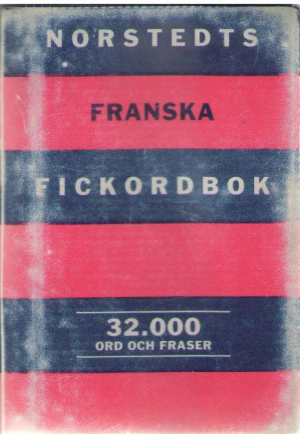 NORSTEDTS
FRANSKA
FICKORDBOK
32.000
ORD OCH FRASER